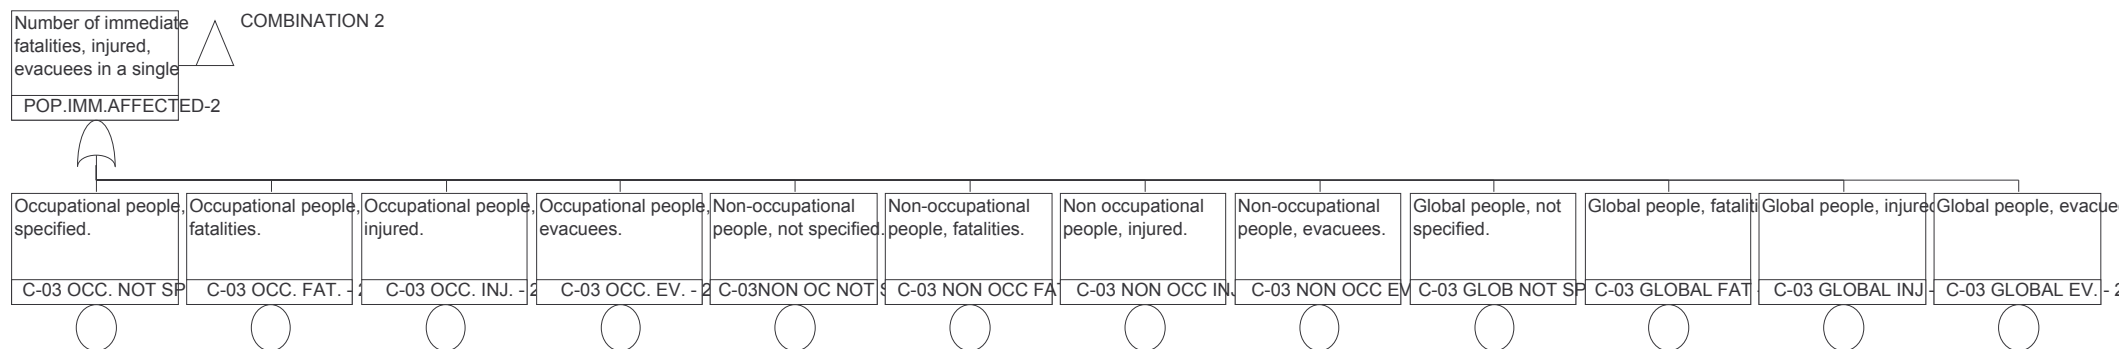 Number of immediate
fatalities, injured,
evacuees in a single
POP.IMM.AFFECTED-2
COMBINATION 2
Occupational people,
specified.
C-03 OCC. NOT SP
Occupational people,
fatalities.
C-03 OCC. FAT. - 2
Occupational people,
injured.
C-03 OCC. INJ. - 2
Occupational people,
evacuees.
C-03 OCC. EV. - 2
Non-occupational
people, not specified.
C-03NON OC NOT S
Non-occupational
people, fatalities.
C-03 NON OCC FAT
Non occupational
people, injured.
C-03 NON OCC INJ
Non-occupational
people, evacuees.
C-03 NON OCC EV
Global people, not
specified.
C-03 GLOB NOT SP
Global people, fataliti
C-03 GLOBAL FAT -
Global people, injured
C-03 GLOBAL INJ -
Global people, evacuee
C-03 GLOBAL EV. - 2